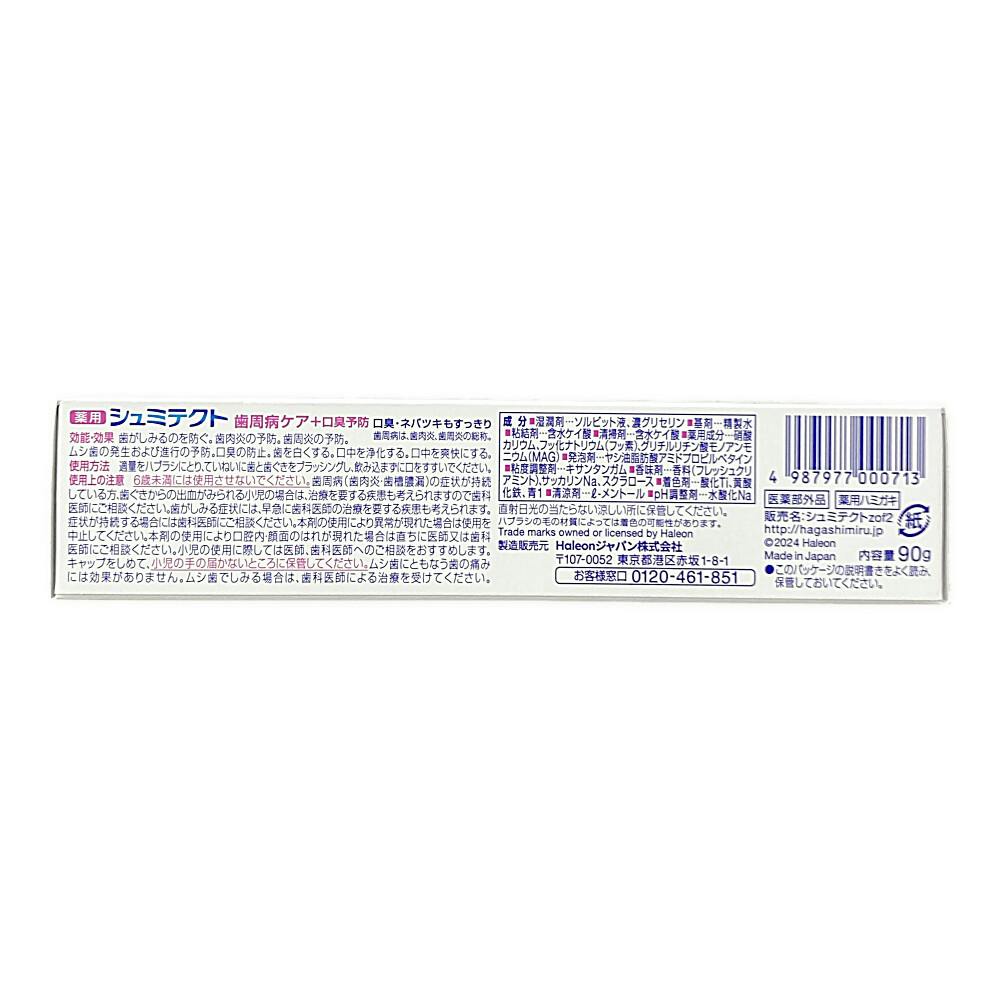 薬用 シュミテクト 歯周病ケア+口臭予防 口臭・ネバツキもすっきり
歯周病は、歯肉炎、歯周炎の総称。
効能・効果 歯がしみるのを防ぐ。歯肉炎の予防。歯周炎の予防。
ムシ歯の発生および進行の予防。口臭の防止。歯を白くする。口中を浄化する。口中を爽快にする。
使用方法 適量をハブラシにとり、ていねいに歯と歯ぐきをブラッシングし、飲み込まずに口をすすいでください。
使用上の注意 6歳未満には使用させないでください。歯周病(歯肉炎・歯槽膿漏)の症状が持続
している方、歯ぐきからの出血がみられる小児の場合は、治療を要する疾患も考えられますので歯科
医師にご相談ください。歯がしみる症状には、早急に歯科医師の治療を要する疾患も考えられます。
症状が持続する場合には歯科医師にご相談ください。本剤の使用により異常が現れた場合は使用を
中止してください。本剤の使用により口腔内・顔面のはれが現れた場合は直ちに医師又は歯科
医師にご相談ください。小児の使用に際しては医師、歯科医師へのご相談をおすすめします。
キャップをしめて、小児の手の届かないところに保管してください。ムシ歯にともなう歯の痛み
には効果がありません。ムシ歯でしみる場合は、歯科医師による治療を受けてください。
成 分 ■湿潤剤…ソルビット液、濃グリセリン ■基剤…精製水
■粘結剤…含水ケイ酸 ■清掃剤…含水ケイ酸 ■薬用成分…硝酸
カリウム、フッ化ナトリウム(フッ素)、グリチルリチン酸モノアンモ
ニウム(MAG) ■発泡剤…ヤシ油脂肪酸アミドプロピルベタイン
■粘度調整剤…キサンタンガム ■香味剤…香料(フレッシュクリ
アミント)、サッカリンNa、スクラロース ■着色剤…酸化Ti、黄酸
化鉄、青1 ■清涼剤…ℓ-メントール ■pH調整剤…水酸化Na
直射日光の当たらない涼しい所に保管してください。
ハブラシの毛の材質によっては着色の可能性があります。
Trade marks owned or licensed by Haleon
製造販売元 Haleonジャパン株式会社
〒107-0052 東京都港区赤坂1-8-1
お客様窓口 0120-461-851
4 987977 000713
医薬部外品 薬用ハミガキ
販売名:シュミテクトzof2
http://hagashimiru.jp
©2024 Haleon
Made in Japan 内容量 90g
紙
●このパッケージの説明書きをよく読み、
保管しておいてください。